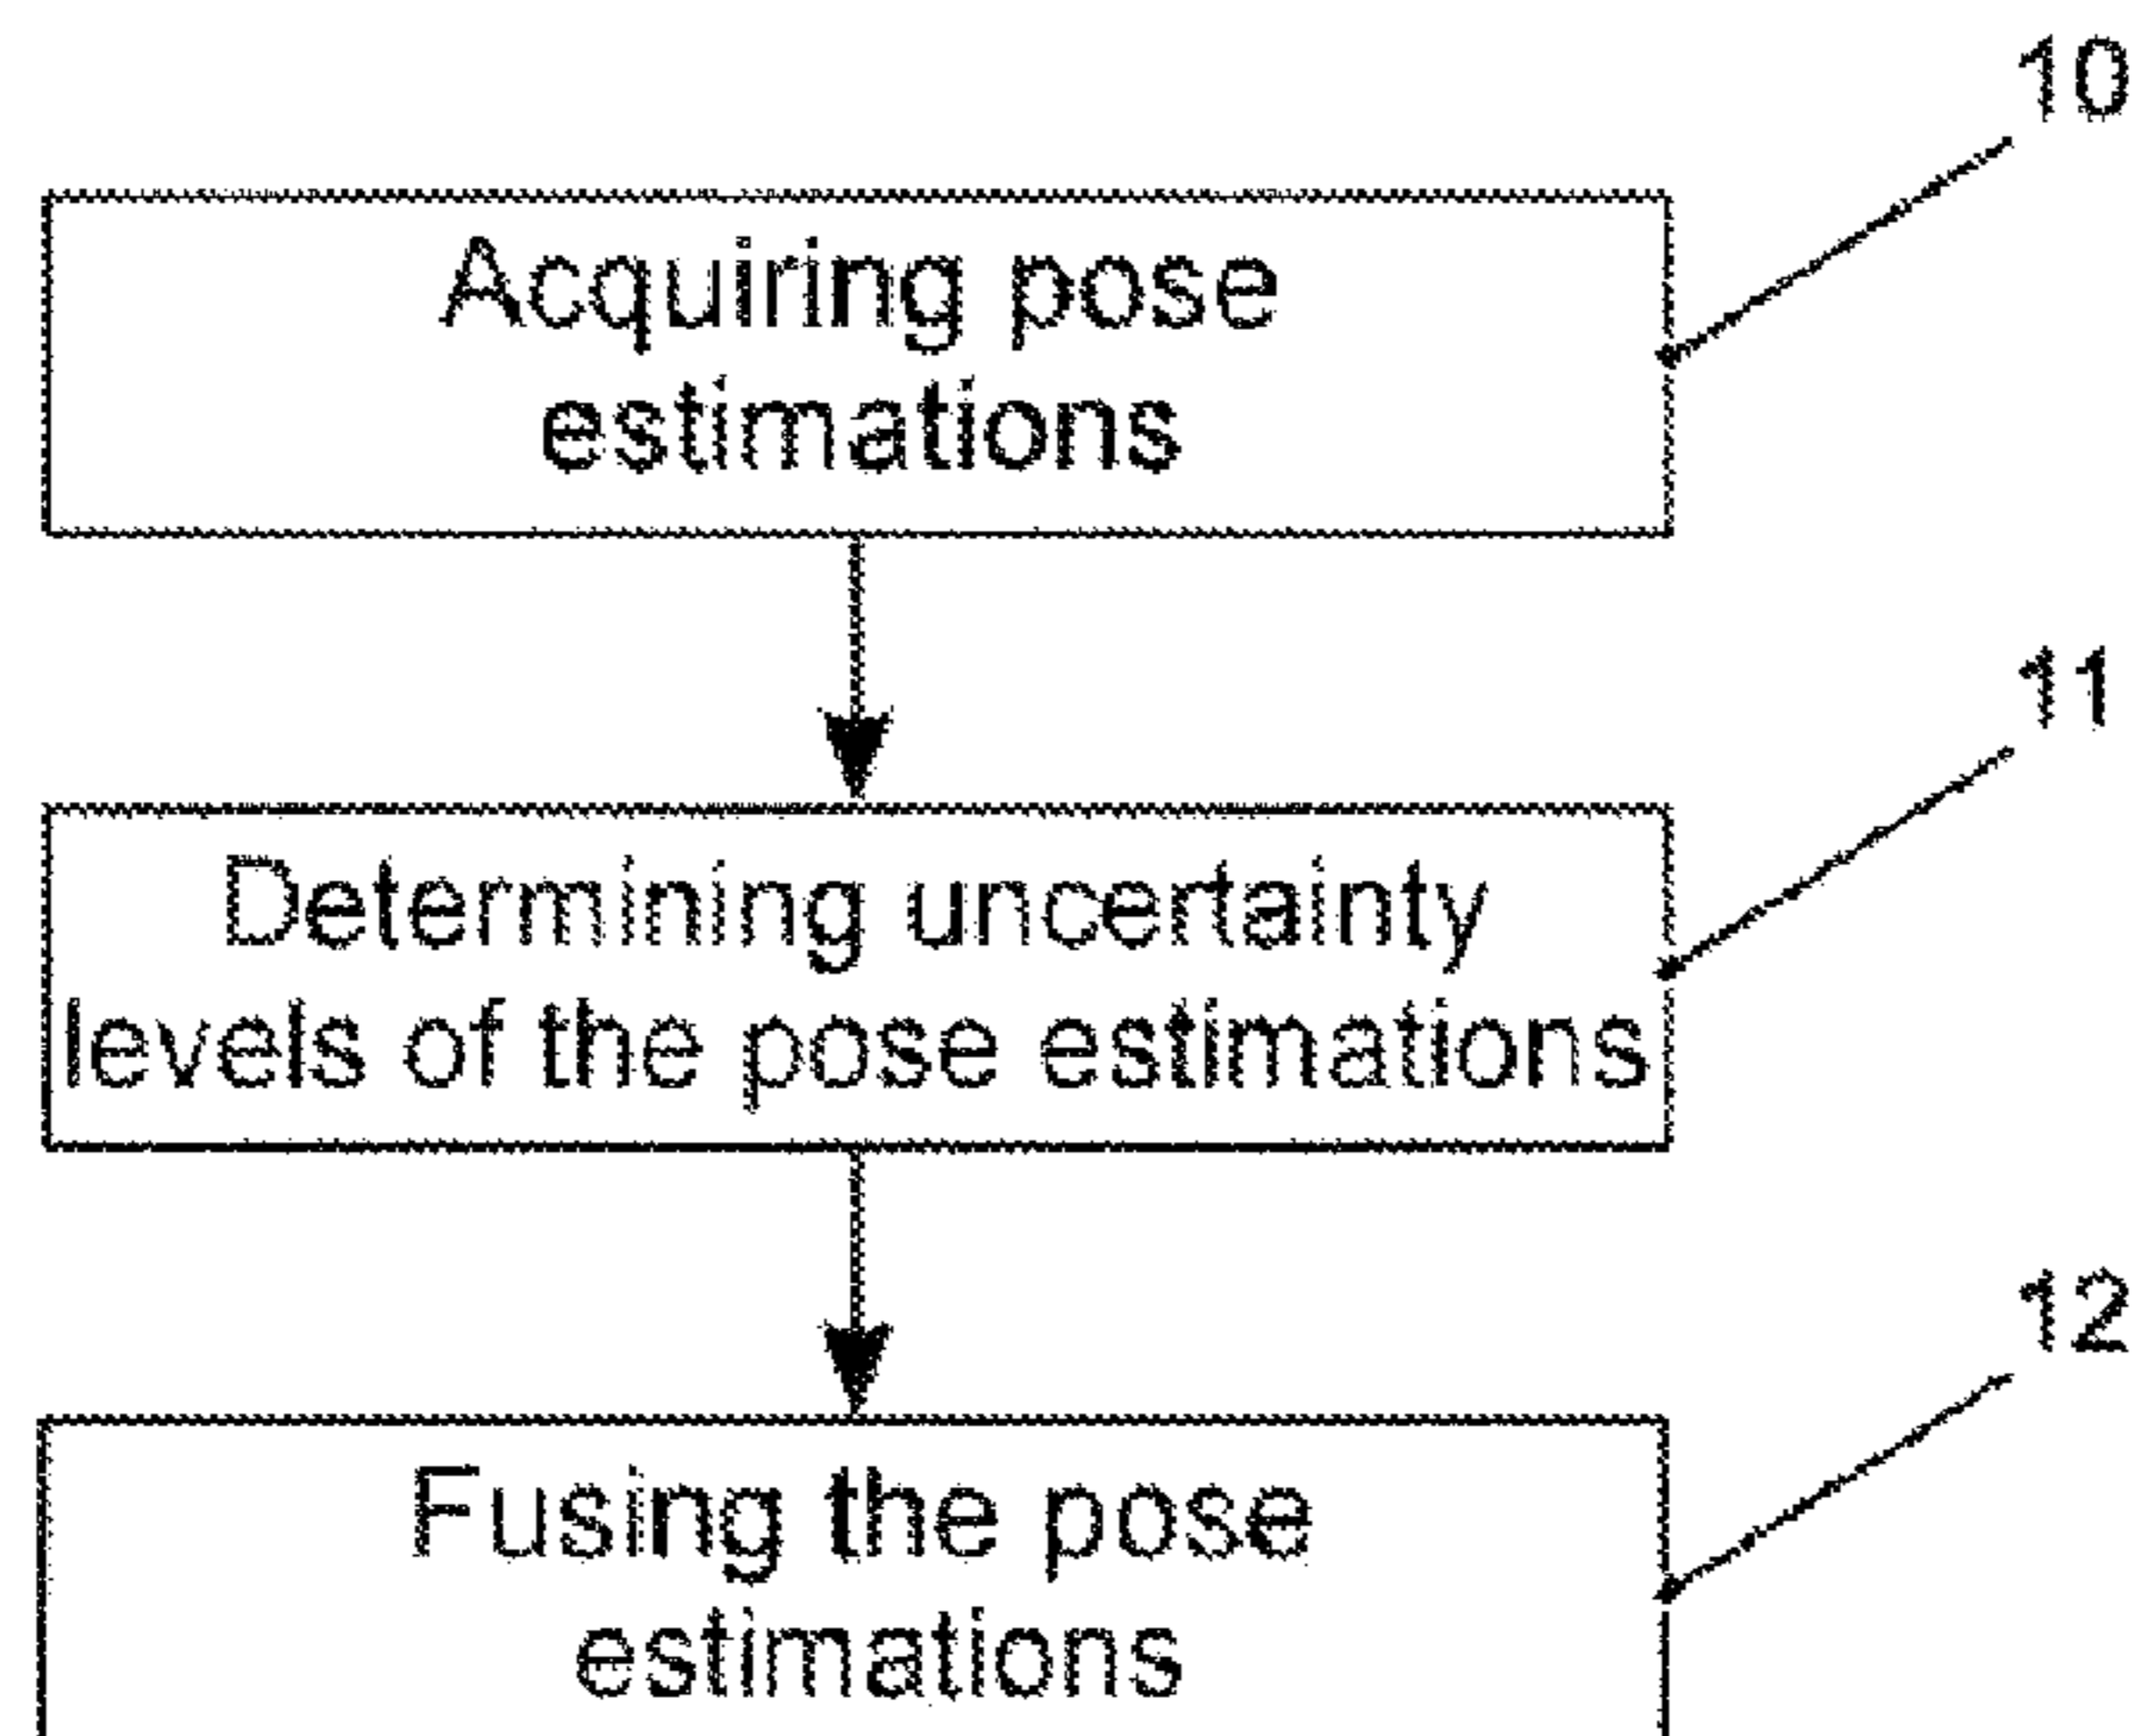 10
Acquiring pose
estimations
11
Determining uncertainty
levels of the pose estimations
12
Fusing the pose
estimations